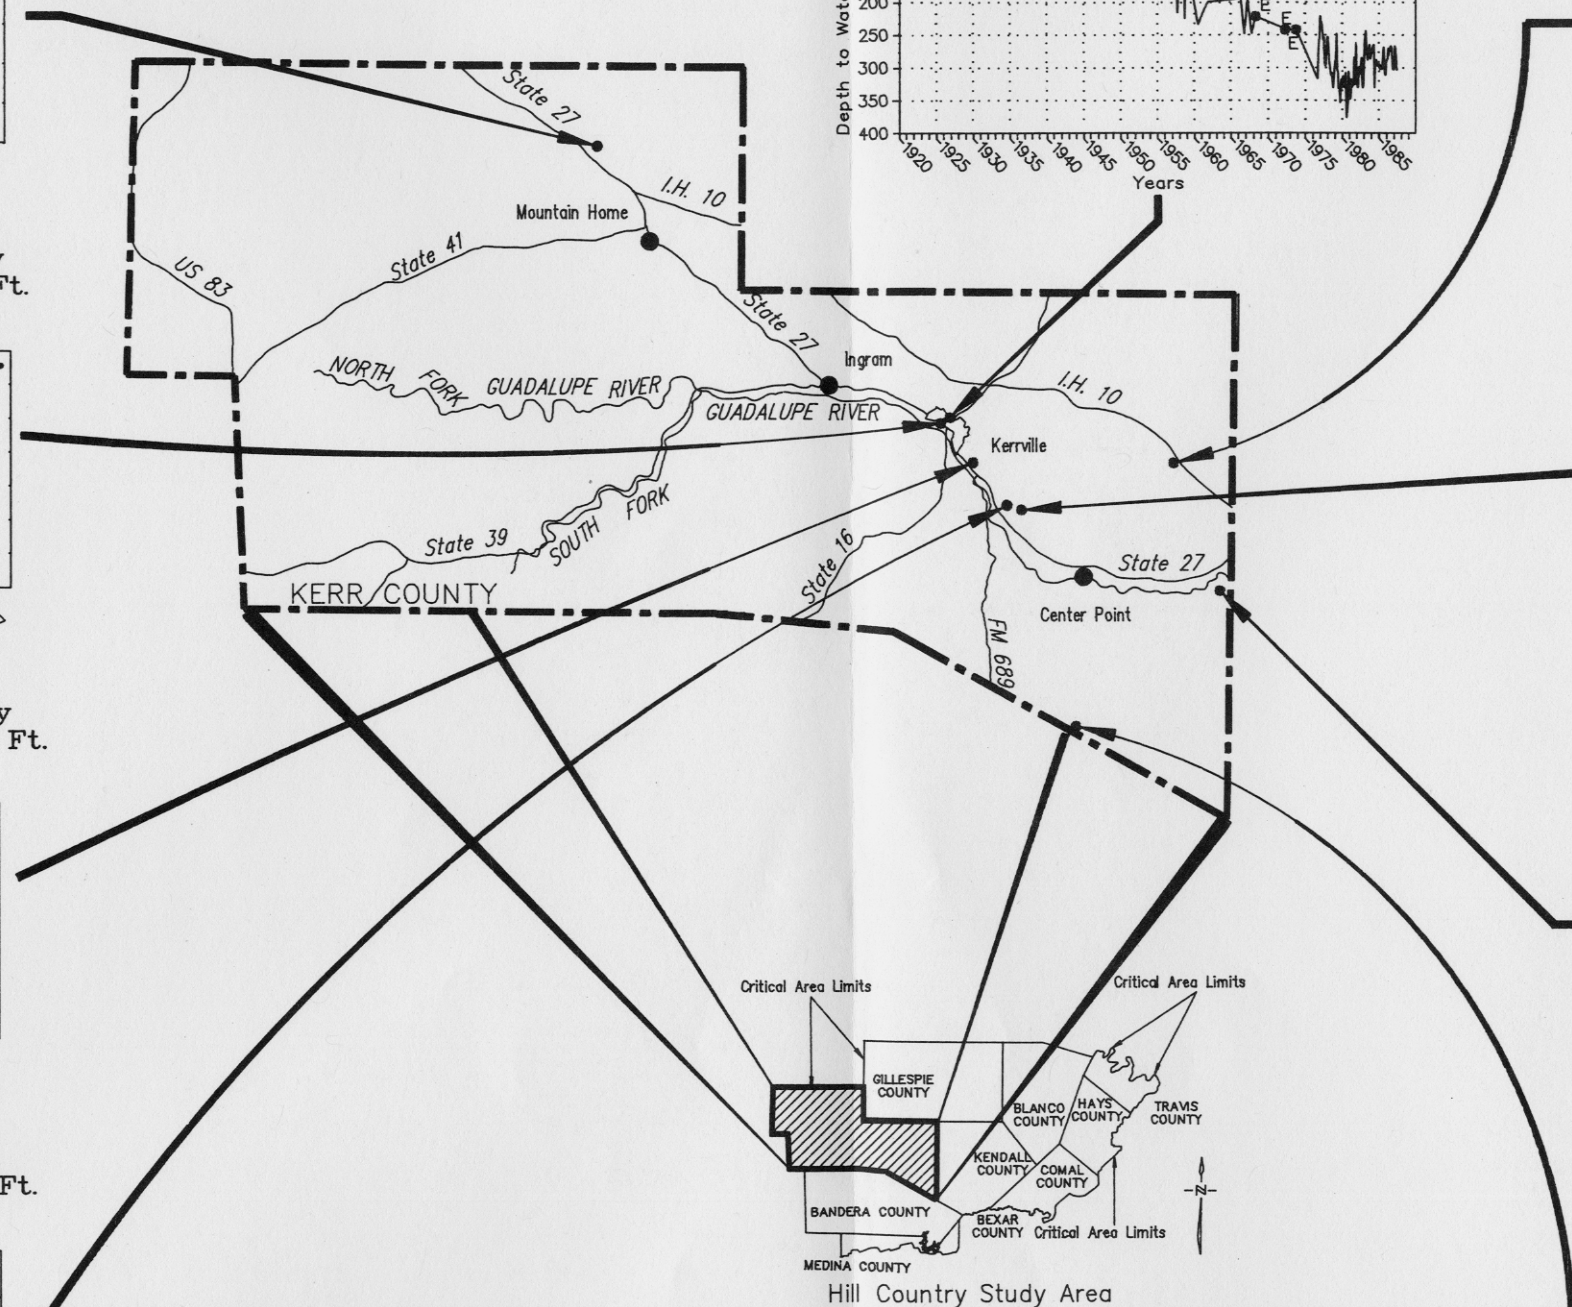 200
250
300
350
400
Depth to Wat
E
E
E
1920
1925
1930
1935
1940
1945
1950
1955
1960
1965
1970
1975
1980
1985
Years
State 27
I.H. 10
Mountain Home
State 41
US 83
Ft.
State 27
Ingram
NORTH FORK GUADALUPE RIVER
GUADALUPE RIVER
I.H. 10
Kerrville
SOUTH FORK
State 39
State 16
State 27
KERR COUNTY
Center Point
FM 689
y
Ft.
Critical Area Limits
Critical Area Limits
GILLESPIE
COUNTY
BLANCO
COUNTY
HAYS
COUNTY
TRAVIS
COUNTY
KENDALL
COUNTY
COMAL
COUNTY
Ft.
N
BANDERA COUNTY
BEXAR
COUNTY
Critical Area Limits
MEDINA COUNTY
Hill Country Study Area